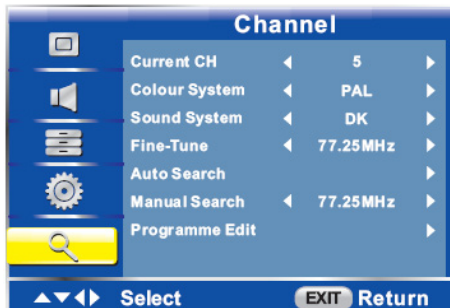 Channel
Current CH 5
Colour System PAL
Sound System DK
Fine-Tune 77.25MHz
Auto Search
Manual Search 77.25MHz
Programme Edit
Select EXIT Return